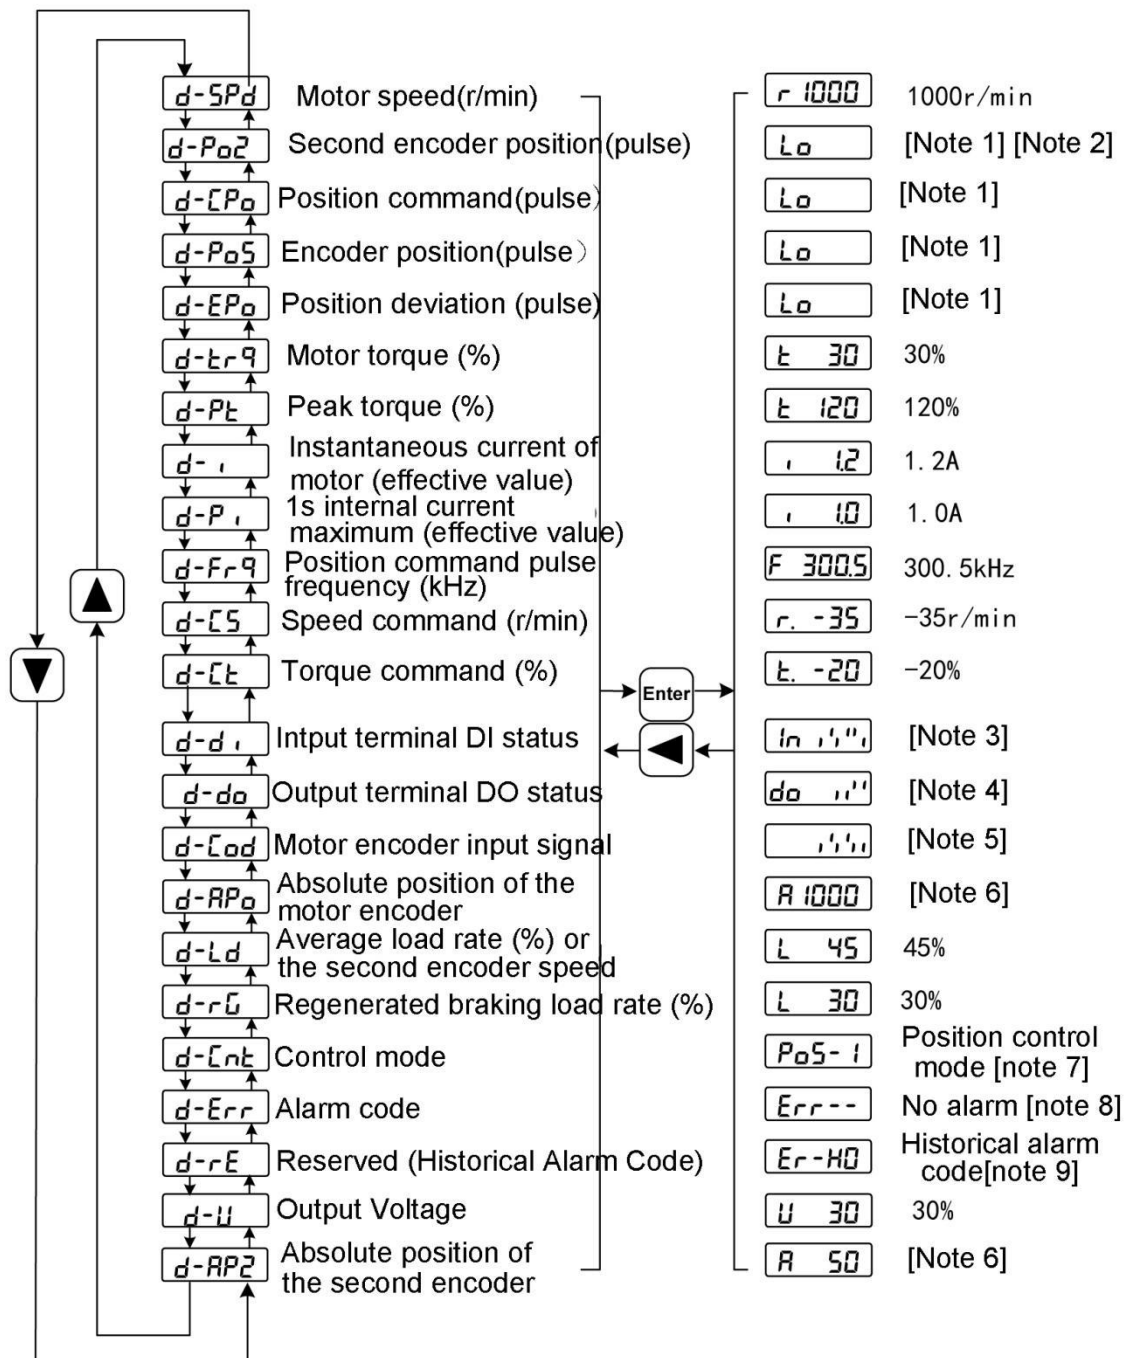 d-SPd Motor speed(r/min) r 1000 1000r/min
d-Po2 Second encoder position(pulse) Lo [Note 1] [Note 2]
d-CPo Position command(pulse） Lo [Note 1]
d-PoS Encoder position(pulse） Lo [Note 1]
d-EPo Position deviation (pulse) Lo [Note 1]
d-trq Motor torque (%) t 30 30%
d-Pt Peak torque (%) t 120 120%
d-i Instantaneous current of
motor (effective value) i 1.2 1.2A
d-Pi 1s internal current
maximum (effective value) i 1.0 1.0A
d-Frq Position command pulse
frequency (kHz) F 300.5 300.5kHz
d-CS Speed command (r/min) r. -35 -35r/min
d-Ct Torque command (%) t. -20 -20%
Enter
d-di Intput terminal DI status In [Note 3]
d-do Output terminal DO status do [Note 4]
d-Cod Motor encoder input signal [Note 5]
d-APo Absolute position of the
motor encoder A 1000 [Note 6]
d-Ld Average load rate (%) or
the second encoder speed L 45 45%
d-rG Regenerated braking load rate (%) L 30 30%
d-Cnt Control mode PoS-1 Position control
mode [note 7]
d-Err Alarm code Err-- No alarm [note 8]
d-rE Reserved (Historical Alarm Code) Er-H0 Historical alarm
code[note 9]
d-U Output Voltage U 30 30%
d-AP2 Absolute position of
the second encoder A 50 [Note 6]